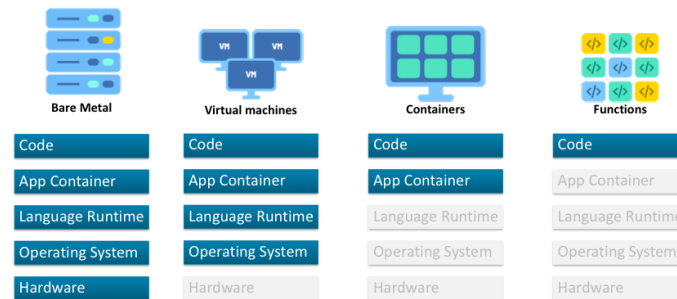 VM
VM
VM
</>
</>
</>
</>
</>
</>
</>
</>
</>
Bare Metal
Virtual machines
Containers
Functions
Code
Code
Code
Code
App Container
App Container
App Container
App Container
Language Runtime
Language Runtime
Language Runtime
Language Runtime
Operating System
Operating System
Operating System
Operating System
Hardware
Hardware
Hardware
Hardware